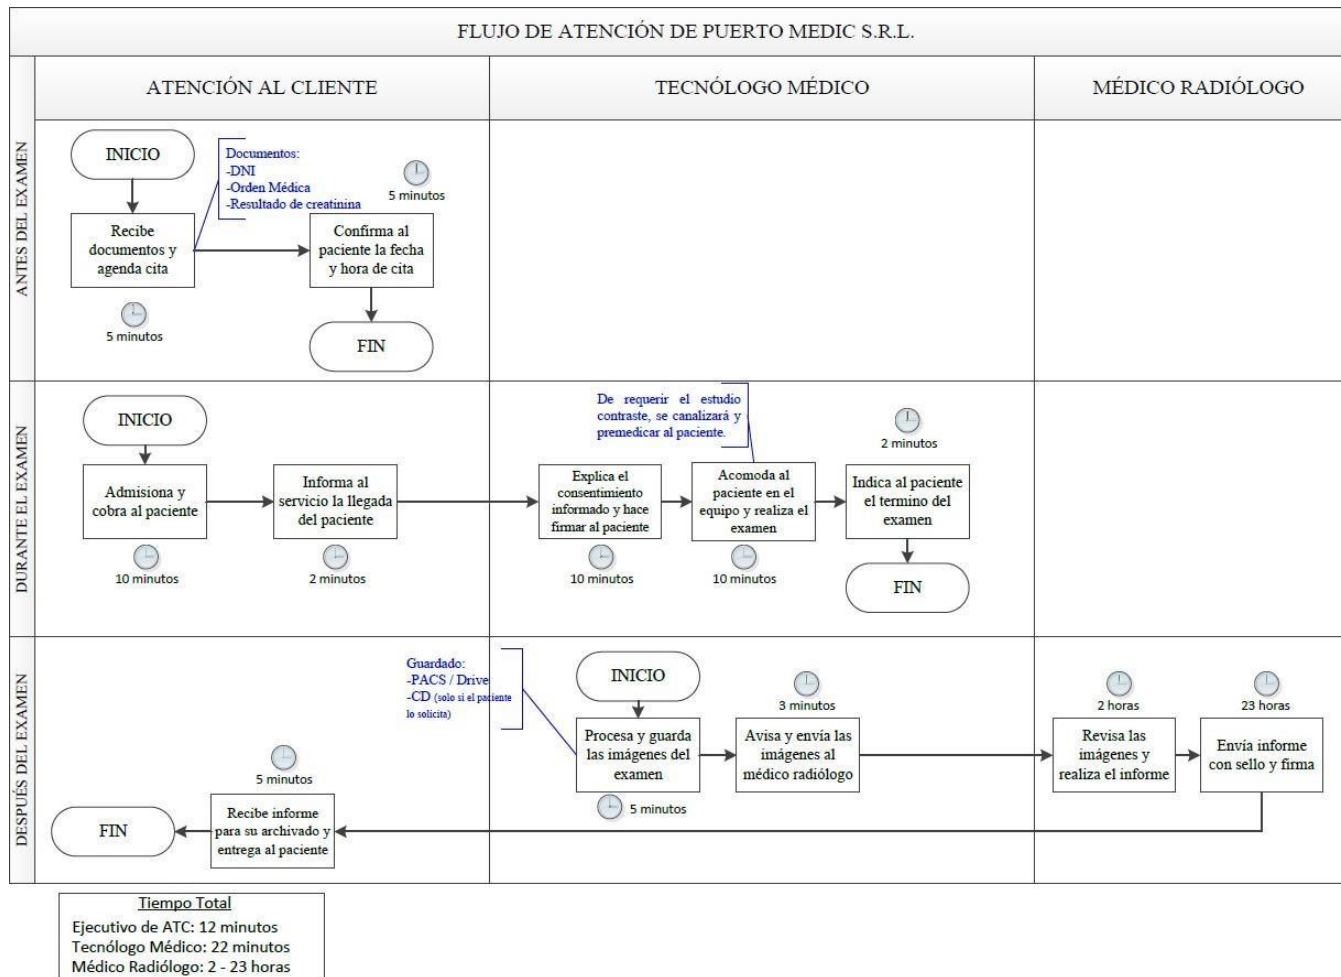 FLUJO DE ATENCIÓN DE PUERTO MEDIC S.R.L.
ATENCIÓN AL CLIENTE
TECNÓLOGO MÉDICO
MÉDICO RADIÓLOGO
ANTES DEL EXAMEN
INICIO
Documentos:
-DNI
-Orden Médica
-Resultado de creatinina
5 minutos
Recibe
documentos y
agenda cita
Confirma al
paciente la fecha
y hora de cita
5 minutos
FIN
DURANTE EL EXAMEN
INICIO
Admisiona y
cobra al paciente
10 minutos
Informa al
servicio la llegada
del paciente
2 minutos
De requerir el estudio
contraste, se canalizará y
premedicar al paciente.
Explica el
consentimiento
informado y hace
firmar al paciente
10 minutos
Acomoda al
paciente en el
equipo y realiza el
examen
10 minutos
2 minutos
Indica al paciente
el termino del
examen
FIN
DESPUÉS DEL EXAMEN
Guardado:
-PACS / Drive
-CD (solo si el paciente
lo solicita)
INICIO
Procesa y guarda
las imágenes del
examen
5 minutos
3 minutos
Avisa y envía las
imágenes al
médico radiólogo
2 horas
Revisa las
imágenes y
realiza el informe
23 horas
Envía informe
con sello y firma
5 minutos
Recibe informe
para su archivado y
entrega al paciente
FIN
Tiempo Total
Ejecutivo de ATC: 12 minutos
Tecnólogo Médico: 22 minutos
Médico Radiólogo: 2 - 23 horas